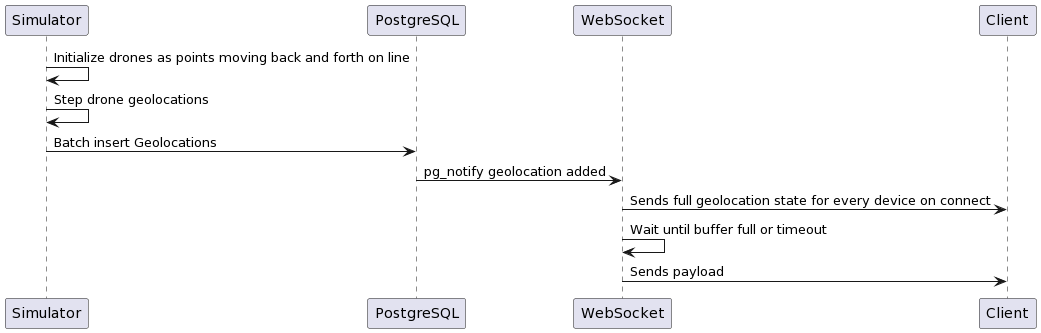 Simulator PostgreSQL WebSocket Client
Initialize drones as points moving back and forth on line
Step drone geolocations
Batch insert Geolocations
pg_notify geolocation added
Sends full geolocation state for every device on connect
Wait until buffer full or timeout
Sends payload
Simulator PostgreSQL WebSocket Client